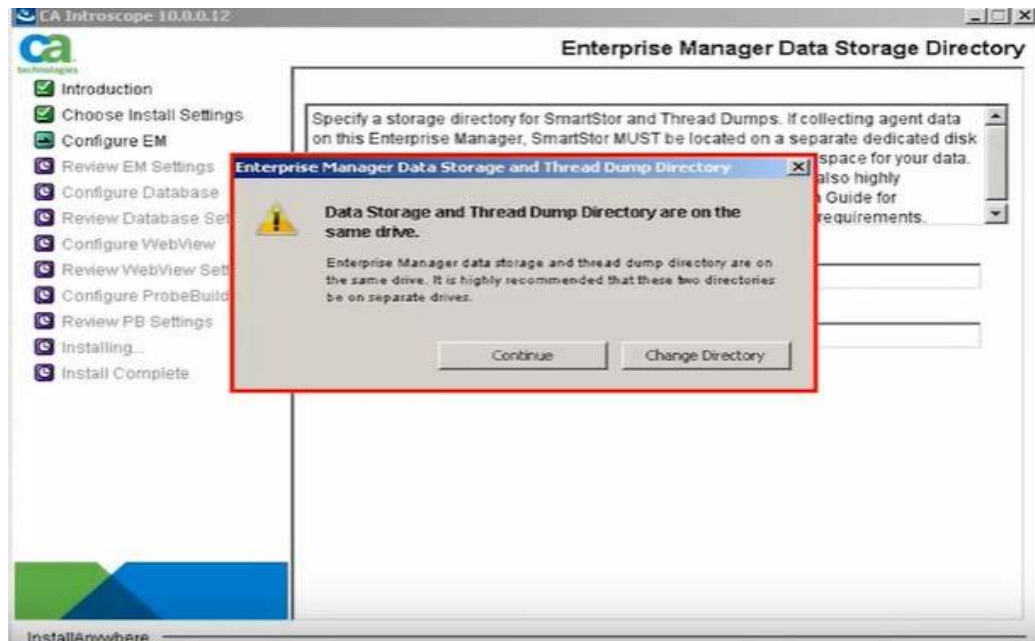 CA Introscope 10.0.0.12
ca
technologies
Enterprise Manager Data Storage Directory
Introduction
Choose Install Settings
Configure EM
Review EM Settings
Configure Database
Review Database Set
Configure WebView
Review WebView Sett
Configure ProbeBuild
Review PB Settings
Installing...
Install Complete
Specify a storage directory for SmartStor and Thread Dumps. If collecting agent data
on this Enterprise Manager, SmartStor MUST be located on a separate dedicated disk
space for your data.
also highly
Guide for
requirements.
Enterprise Manager Data Storage and Thread Dump Directory
Data Storage and Thread Dump Directory are on the
same drive.
Enterprise Manager data storage and thread dump directory are on
the same drive. It is highly recommended that these two directories
be on separate drives.
Continue
Change Directory
InstallAnywhere